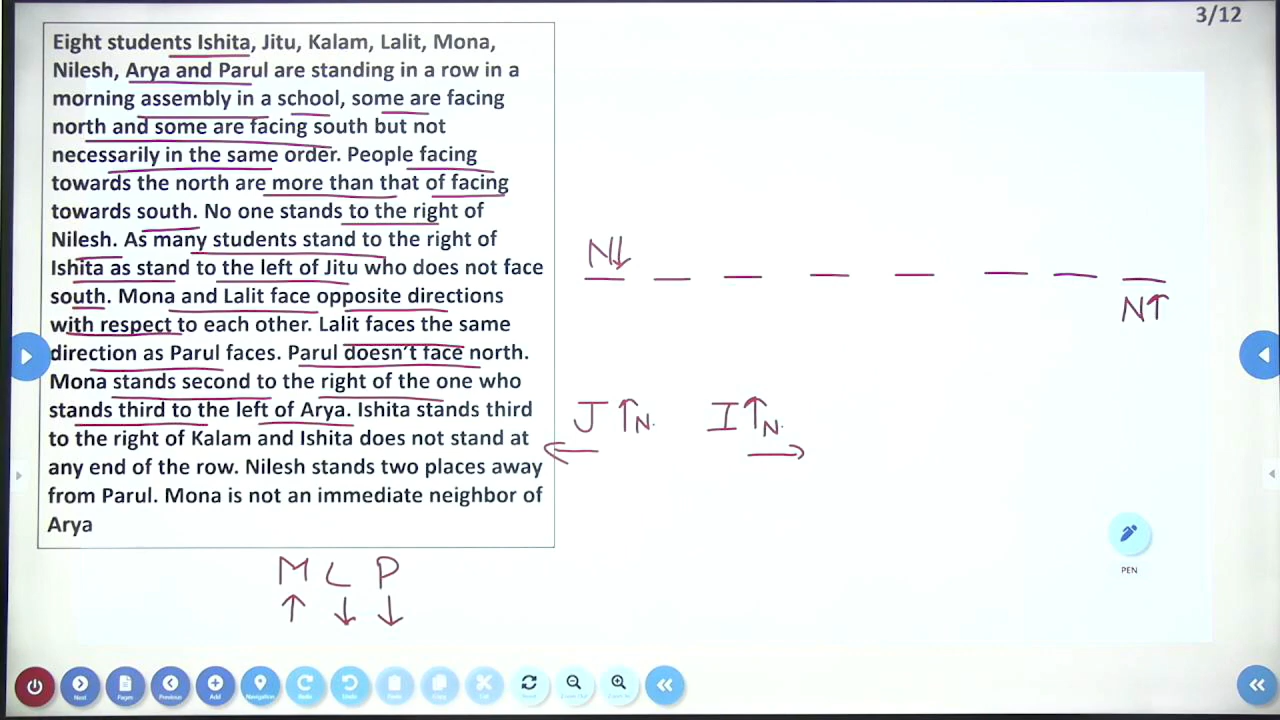 3/12
Eight students Ishita, Jitu, Kalam, Lalit, Mona,
Nilesh, Arya and Parul are standing in a row in a
morning assembly in a school, some are facing
north and some are facing south but not
necessarily in the same order. People facing
towards the north are more than that of facing
towards south. No one stands to the right of
Nilesh. As many students stand to the right of
Ishita as stand to the left of Jitu who does not face
south. Mona and Lalit face opposite directions
with respect to each other. Lalit faces the same
direction as Parul faces. Parul doesn't face north.
Mona stands second to the right of the one who
stands third to the left of Arya. Ishita stands third
to the right of Kalam and Ishita does not stand at
any end of the row. Nilesh stands two places away
from Parul. Mona is not an immediate neighbor of
Arya
N↓
N↑
J ↑N. I ↑N.
M L P
↑ ↓ ↓
PEN
Next Pages Previous Add Navigation Redo Undo